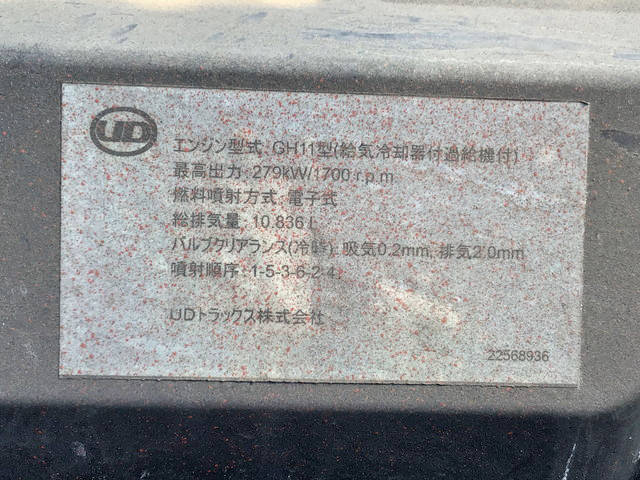 UD
エンジン型式: GH11型(給気冷却器付過給機付)
最高出力: 279kW/1700r.p.m
燃料噴射方式: 電子式
総排気量: 10.836L
バルブクリアランス(冷時): 吸気0.2mm, 排気2.0mm
噴射順序: 1-5-3-6-2-4
UDトラックス株式会社
22568936